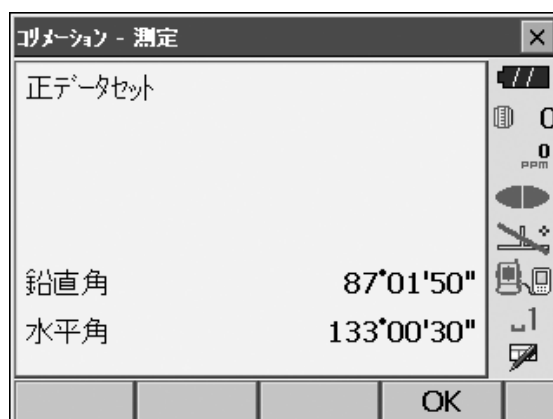 コリメーション - 測定
正データセット
0
0
PPM
鉛直角 87°01'50"
水平角 133°00'30"
1
OK